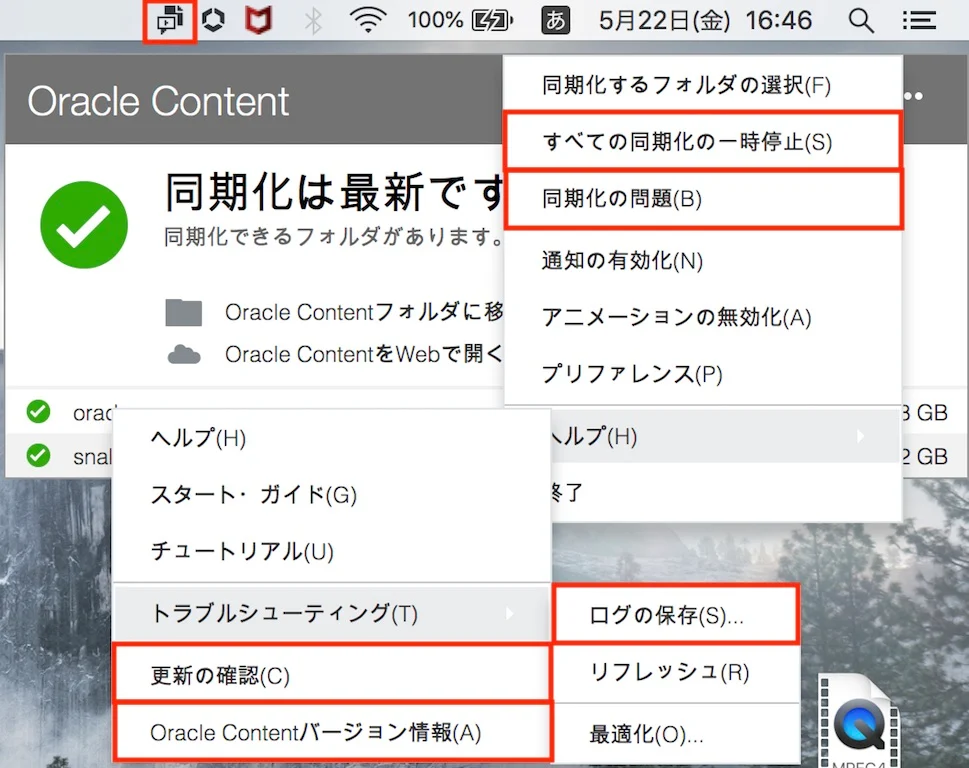 100%
あ
5月22日(金) 16:46
Oracle Content
同期化は最新です
同期化できるフォルダがあります。
Oracle Contentフォルダに移
Oracle ContentをWebで開く
GB
snal
2 GB
同期化するフォルダの選択(F)
すべての同期化の一時停止(S)
同期化の問題(B)
通知の有効化(N)
アニメーションの無効化(A)
プリファレンス(P)
ヘルプ(H)
終了
ヘルプ(H)
スタート・ガイド(G)
チュートリアル(U)
トラブルシューティング(T)
更新の確認(C)
Oracle Contentバージョン情報(A)
ログの保存(S)...
リフレッシュ(R)
最適化(O)...